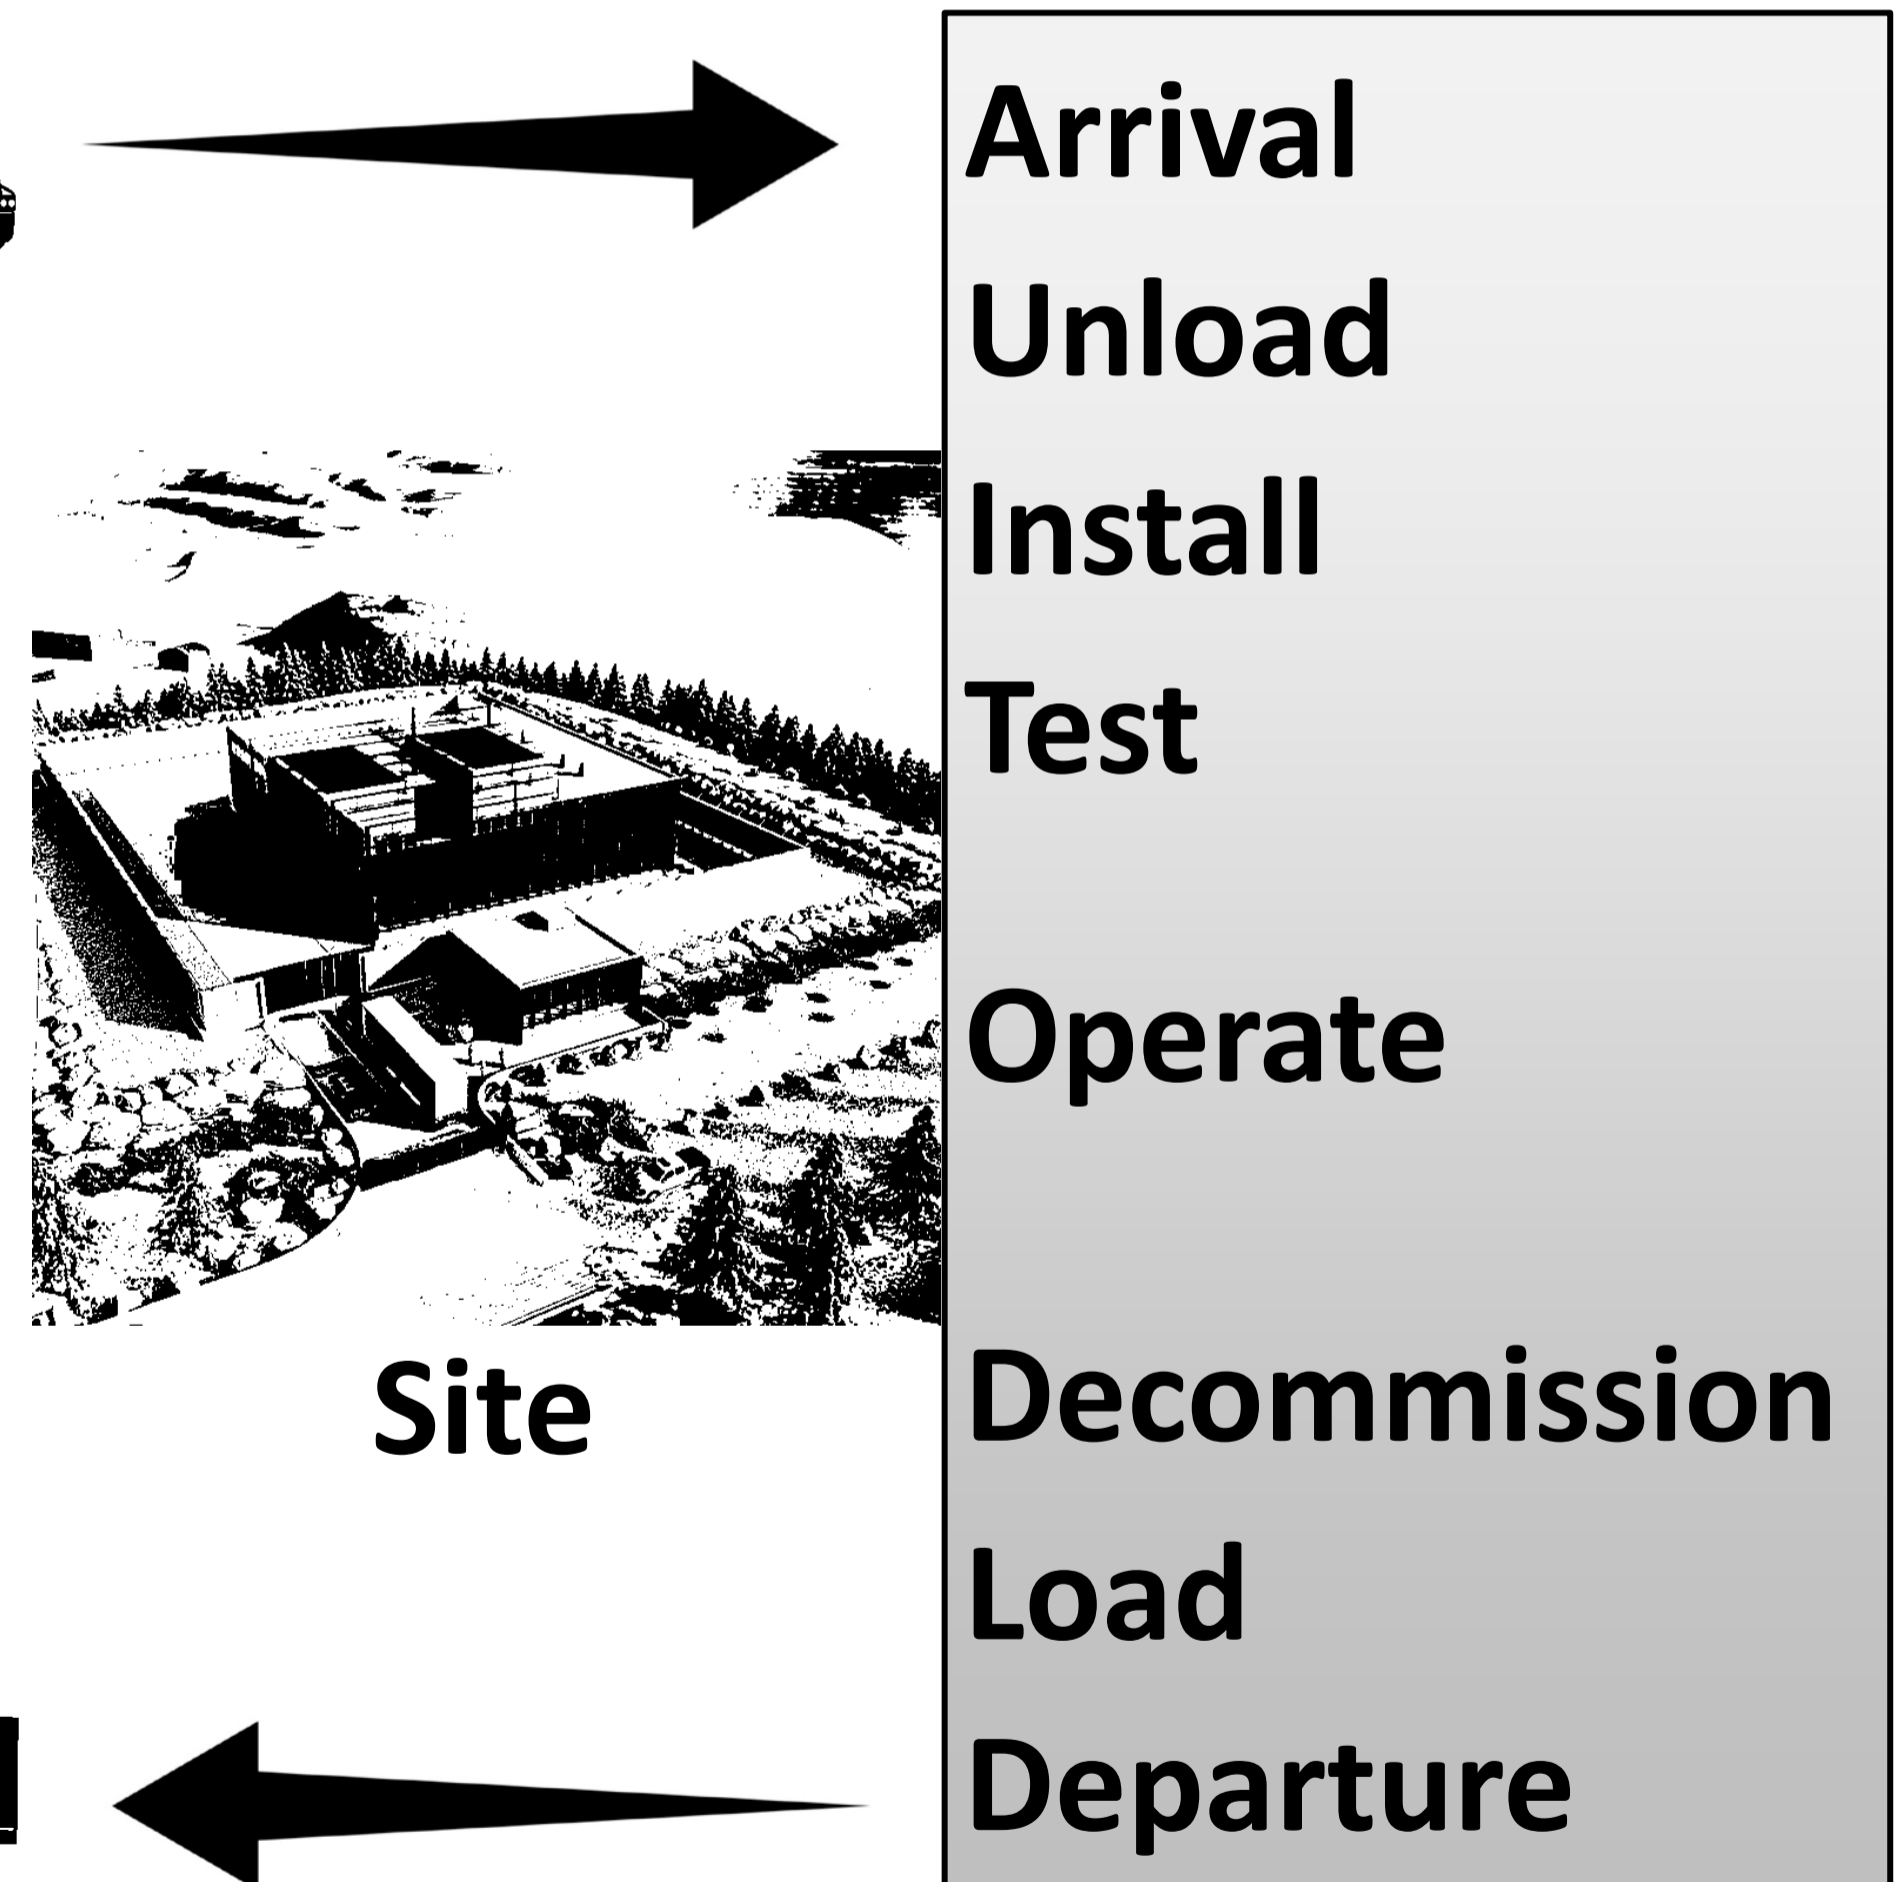 Arrival
Unload
Install
Test
Operate
Site
Decommission
Load
Departure